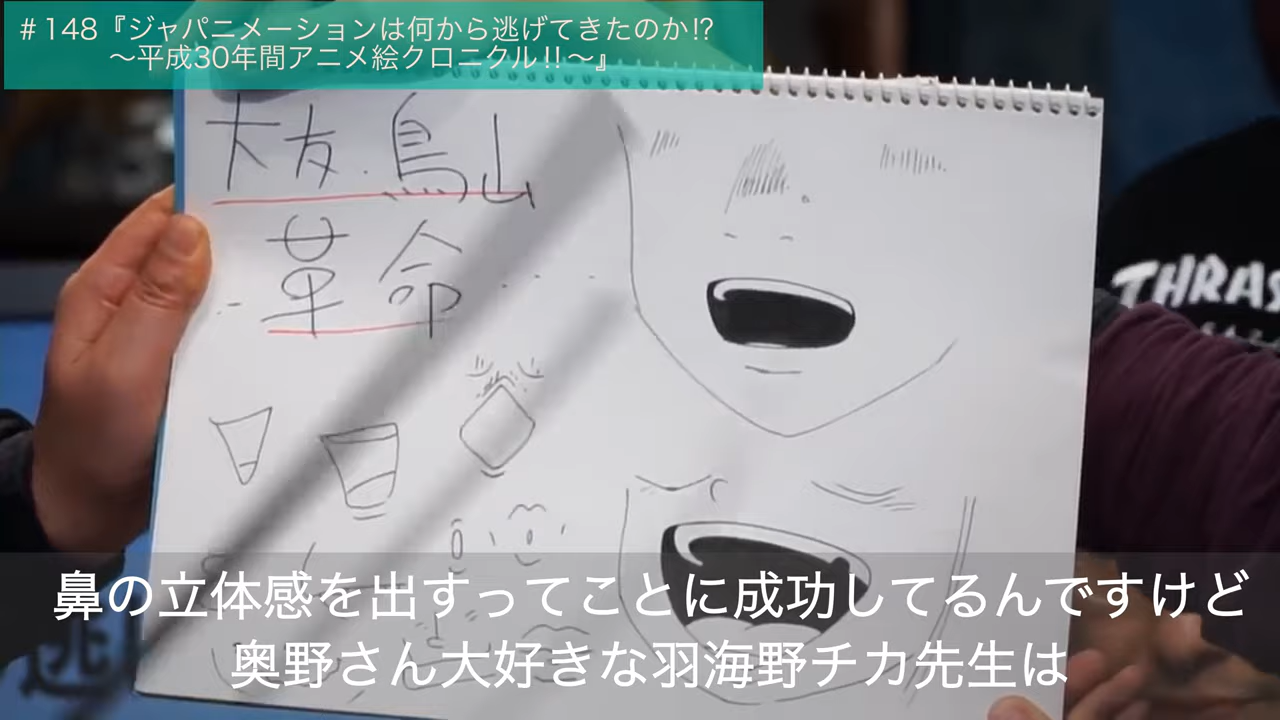 #148『ジャパニメーションは何から逃げてきたのか!?
～平成30年間アニメ絵クロニクル!!～』
大友・鳥山
革命
THRAS
鼻の立体感を出すってことに成功してるんですけど
奥野さん大好きな羽海野チカ先生は